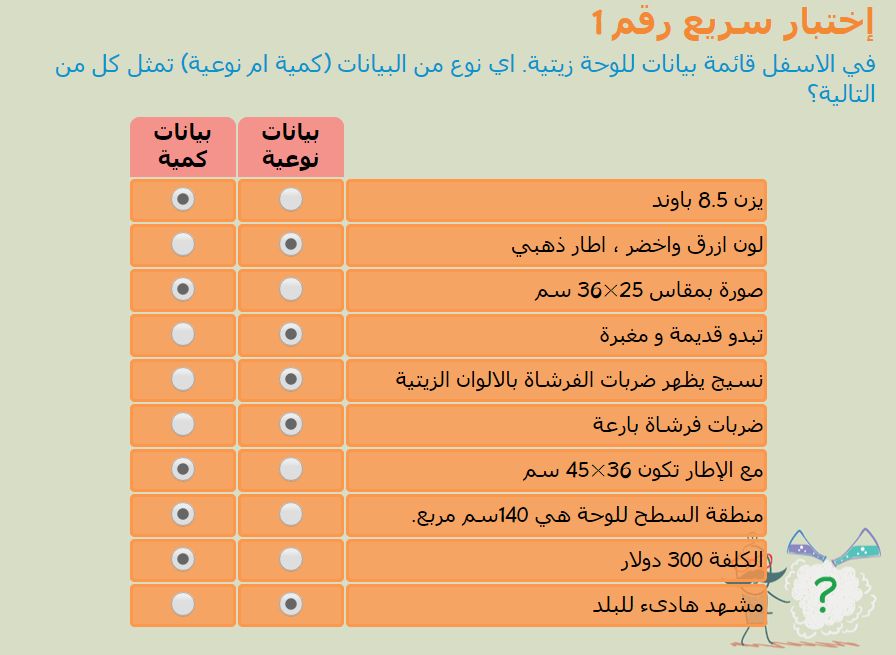 إختبار سريع رقم 1
في الاسفل قائمة بيانات للوحة زيتية. اي نوع من البيانات (كمية ام نوعية) تمثل كل من
التالية؟
بيانات نوعية
بيانات كمية
يزن 8.5 باوند
لون ازرق واخضر ، اطار ذهبي
صورة بمقاس 25×36 سم
تبدو قديمة و مغبرة
نسيج يظهر ضربات الفرشاة بالالوان الزيتية
ضربات فرشاة بارعة
مع الإطار تكون 36×45 سم
منطقة السطح للوحة هي 140سم مربع.
الكلفة 300 دولار
مشهد هادىء للبلد
?